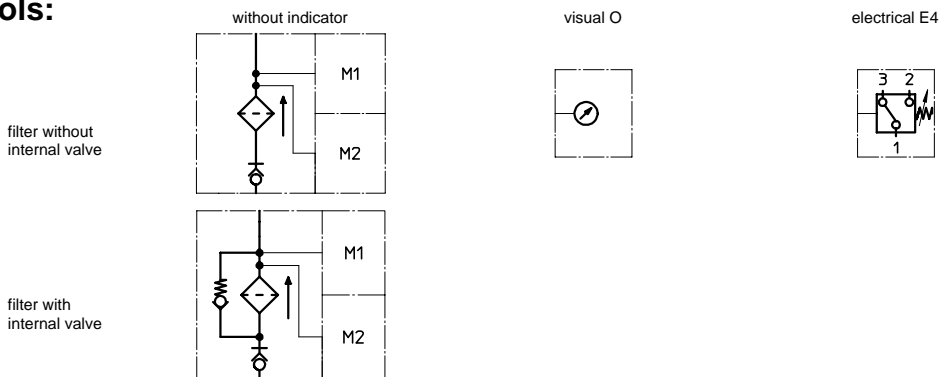 ols:
without indicator
visual O
electrical E4
M1
M2
3 2
1
filter without
internal valve
M1
M2
filter with
internal valve